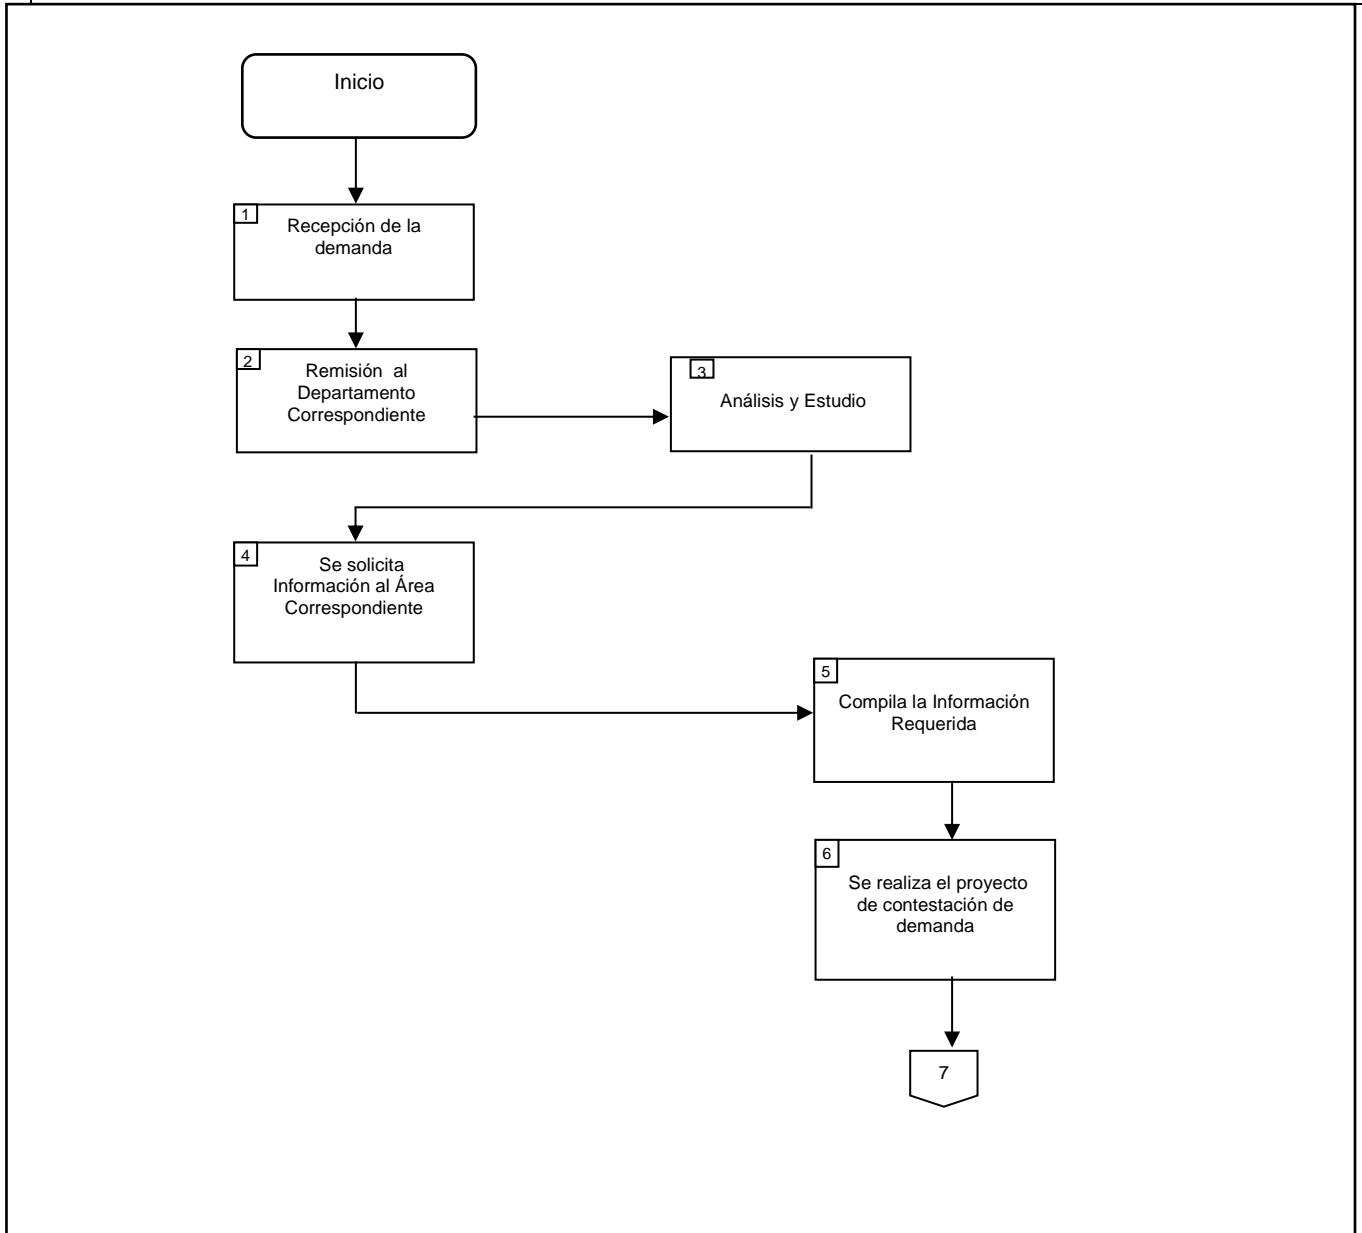 Inicio
1
Recepción de la
demanda
2
Remisión al
Departamento
Correspondiente
3
Análisis y Estudio
4
Se solicita
Información al Área
Correspondiente
5
Compila la Información
Requerida
6
Se realiza el proyecto
de contestación de
demanda
7